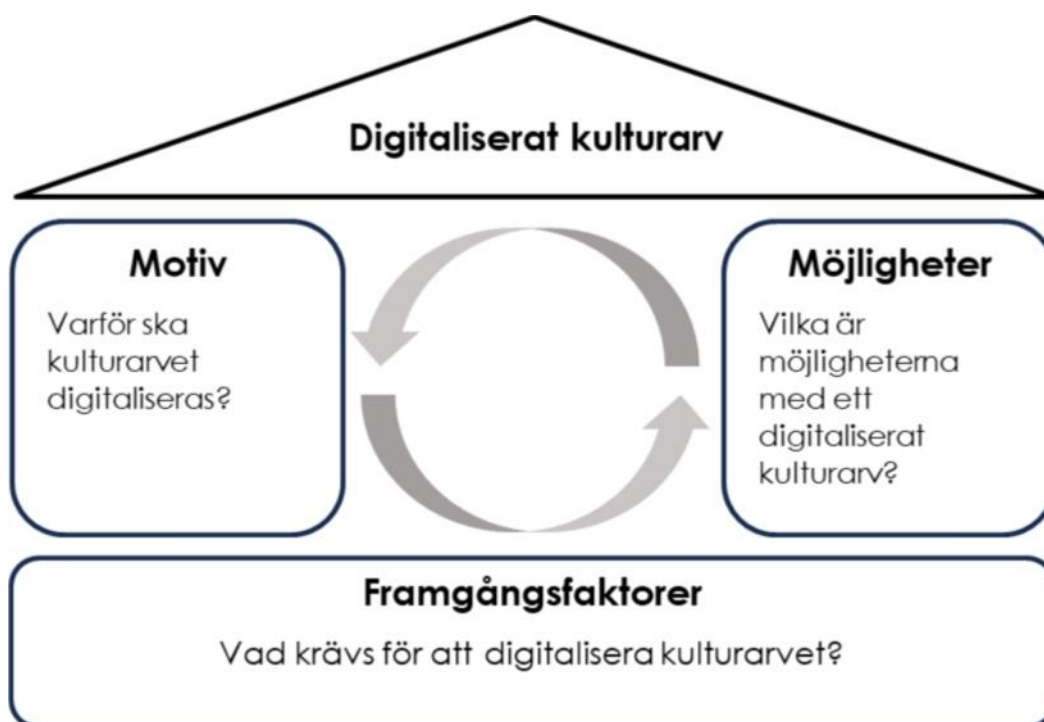 Digitaliserat kulturarv
Motiv
Varför ska
kulturarvet
digitaliseras?
Möjligheter
Vilka är
möjligheterna
med ett
digitaliserat
kulturarv?
Framgångsfaktorer
Vad krävs för att digitalisera kulturarvet?